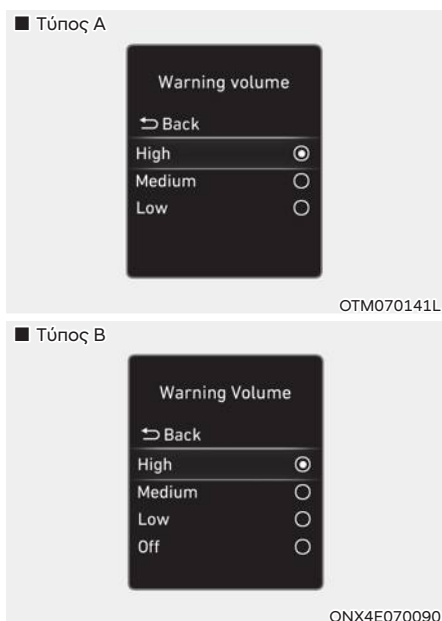 ■ Τύπος A
Warning volume
⮌ Back
High
Medium
Low
OTM070141L
■ Τύπος B
Warning Volume
⮌ Back
High
Medium
Low
Off
ONX4E070090